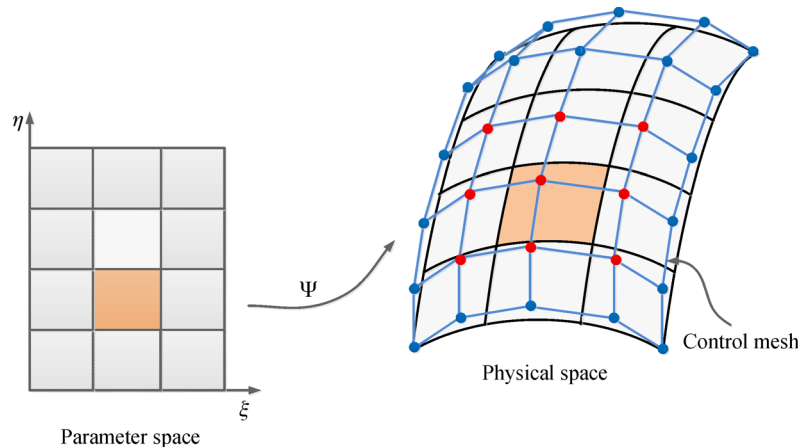 η
Ψ
Control mesh
Physical space
ξ
Parameter space